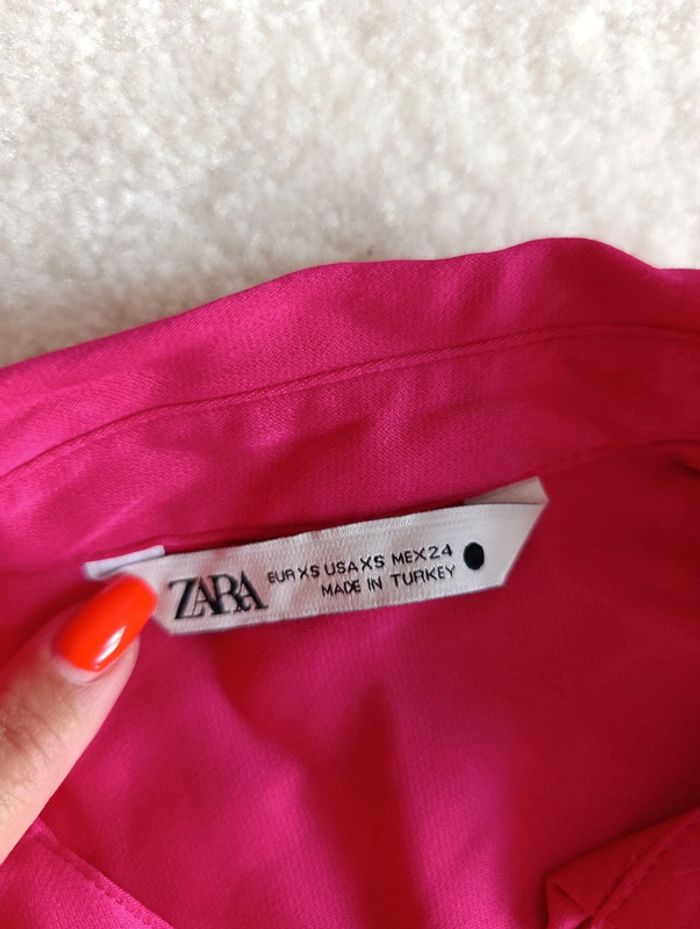 ZARA
EUR XS USA XS MEX 24
MADE IN TURKEY